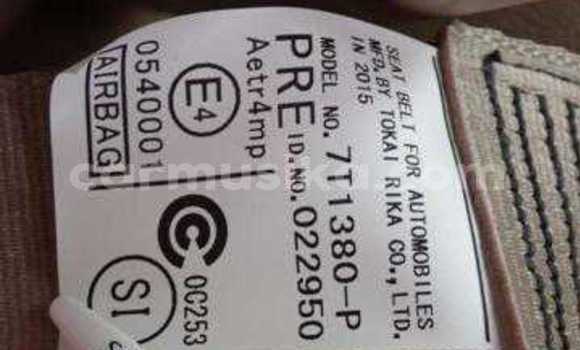 SEAT BELT FOR AUTOMOBILES
MFD. BY TOKAI RIKA CO., LTD.
IN 2015
MODEL NO. 7T1380-P
PRE ID.NO.022950
Aetr4mp
E4
0540001
AIRBAG
C
0C253
SI